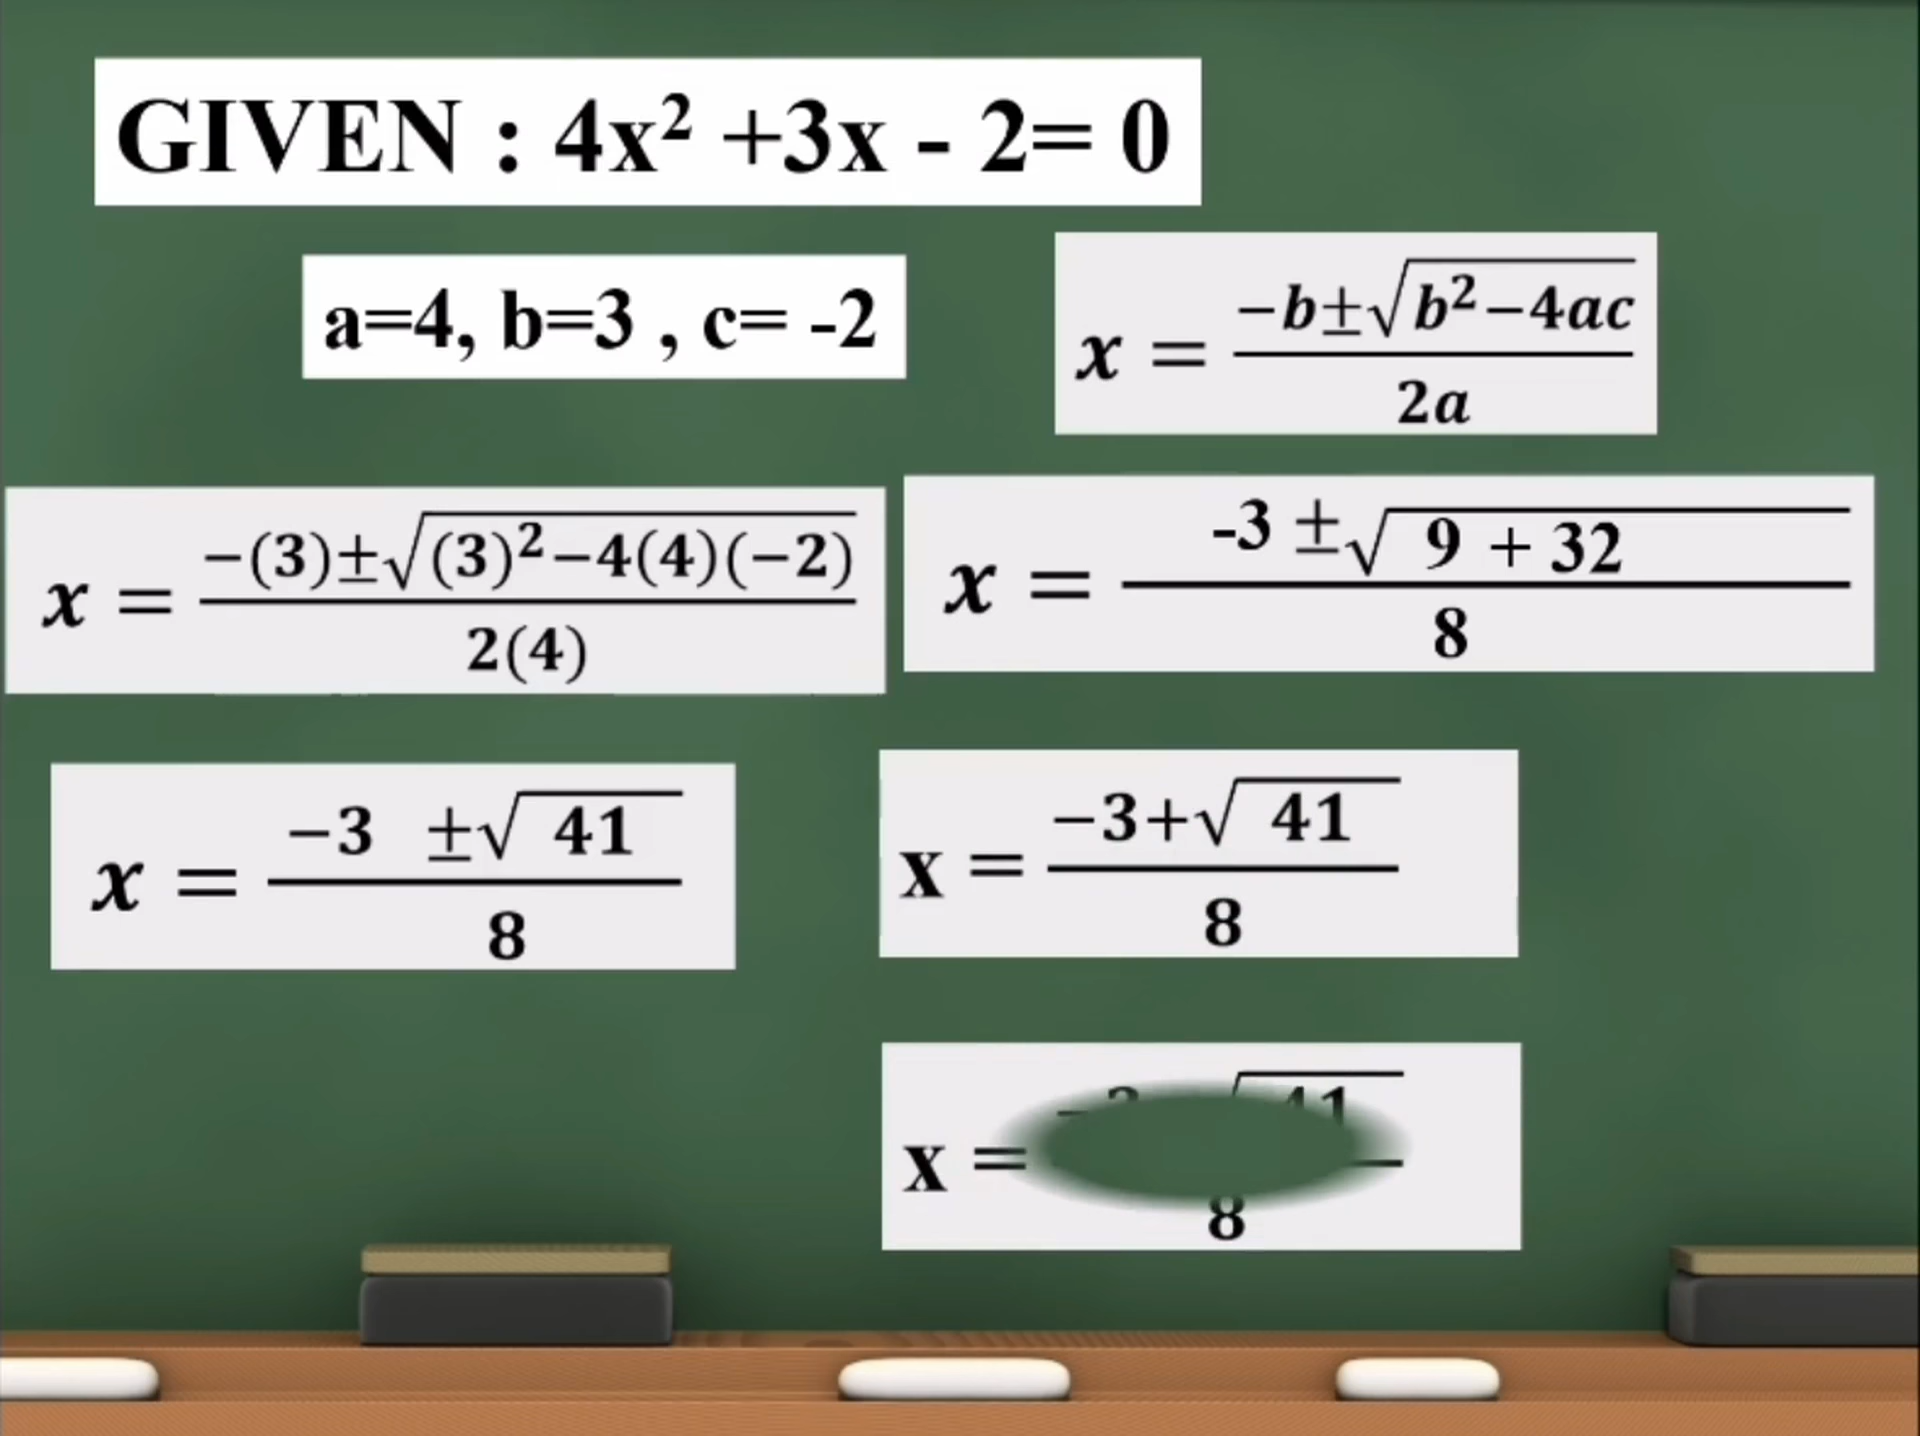 GIVEN : 4x² +3x - 2= 0
a=4, b=3 , c= -2
x = (−b±√(b²−4ac))/(2a)
x = (−(3)±√((3)²−4(4)(−2)))/(2(4))
x = (-3 ±√(9 + 32))/8
x = (−3 ±√41)/8
x = (−3+√41)/8
x =